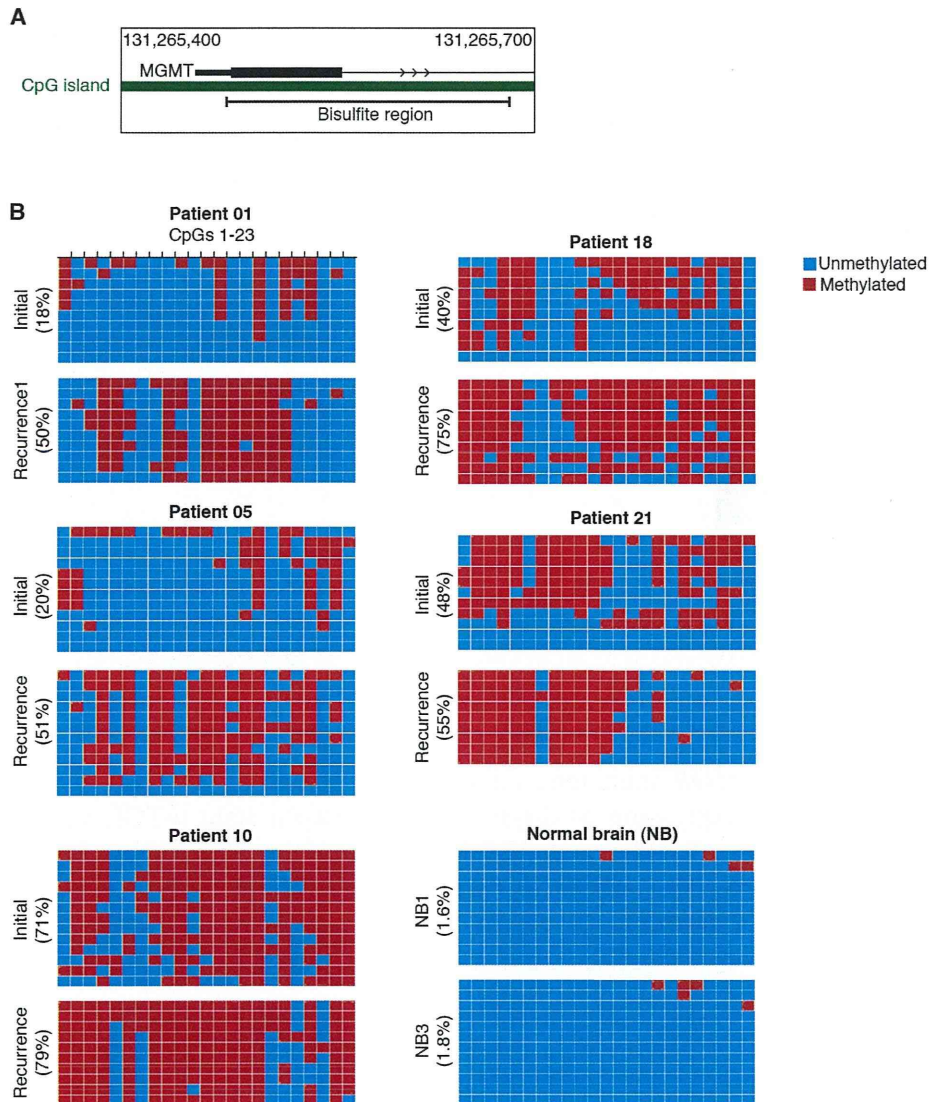 A
131,265,400 131,265,700
MGMT
CpG island
Bisulfite region
B
Patient 01
CpGs 1-23
Initial
(18%)
Recurrence1
(50%)
Patient 18
Unmethylated
Methylated
Initial
(40%)
Recurrence
(75%)
Patient 05
Initial
(20%)
Recurrence
(51%)
Patient 21
Initial
(48%)
Recurrence
(55%)
Patient 10
Initial
(71%)
Recurrence
(79%)
Normal brain (NB)
NB1
(1.6%)
NB3
(1.8%)